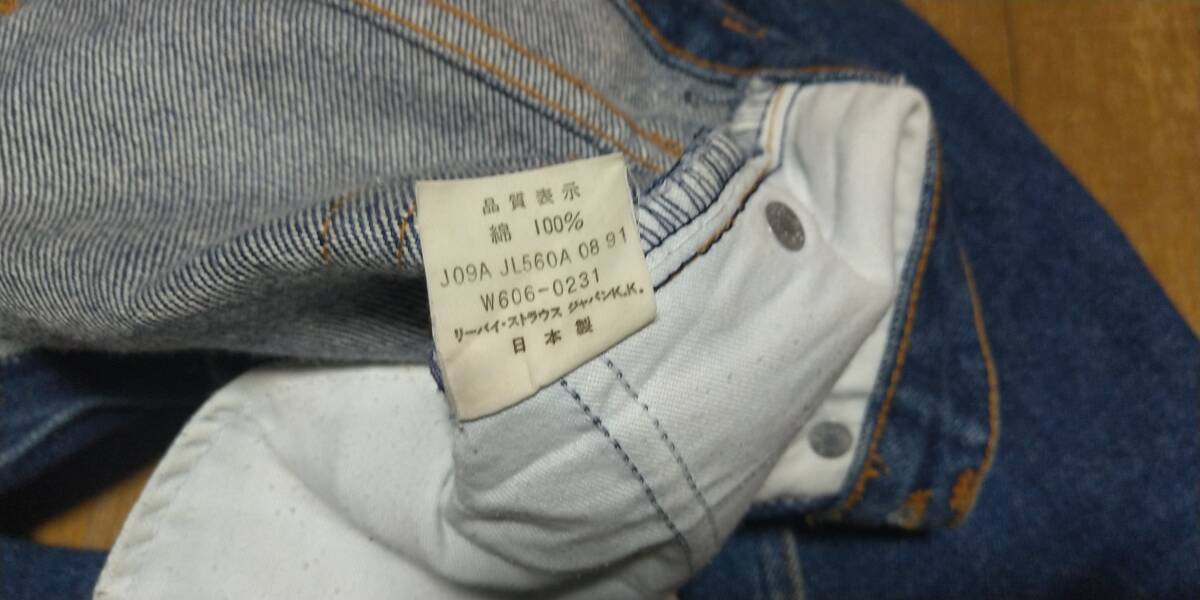 品質表示
綿 100%
J09A JL560A 08 91
W606-0231
リーバイ・ストラウス ジャパンK.K.
日本製